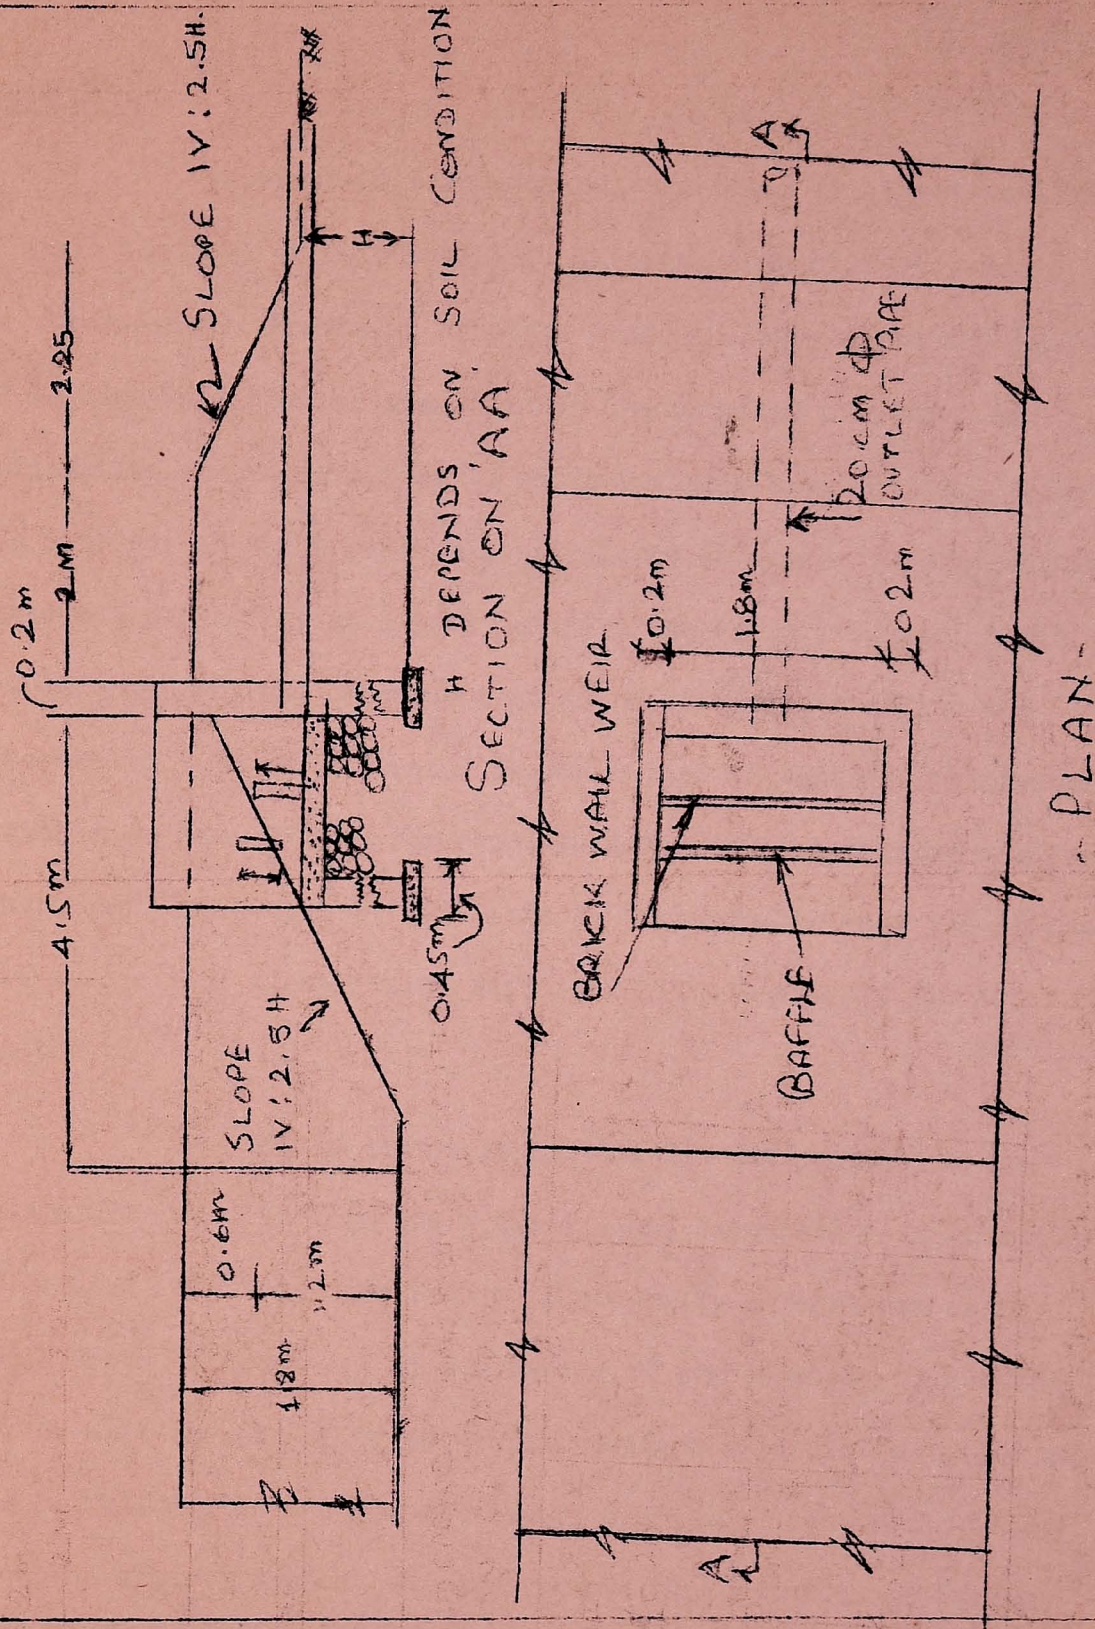 0.2m
4.5m
2M
2.25
SLOPE 1V:2.5H.
0.6m
1.2m
1.8m
SLOPE
1V:2.5H
H
0.45m
H DEPENDS ON SOIL CONDITION
SECTION ON 'AA'
BRICK WALL WEIR
0.2m
1.8m
0.2m
BAFFLE
20cm Φ
OUTLET PIPE
A
A
- PLAN -